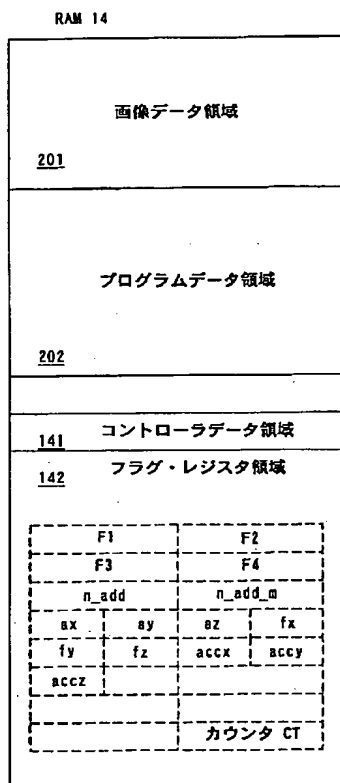 RAM 14
画像データ領域
201
プログラムデータ領域
202
141 コントローラデータ領域
142 フラグ・レジスタ領域
F1 F2
F3 F4
n_add n_add_m
ax ay az fx
fy fz accx accy
accz
カウンタ CT